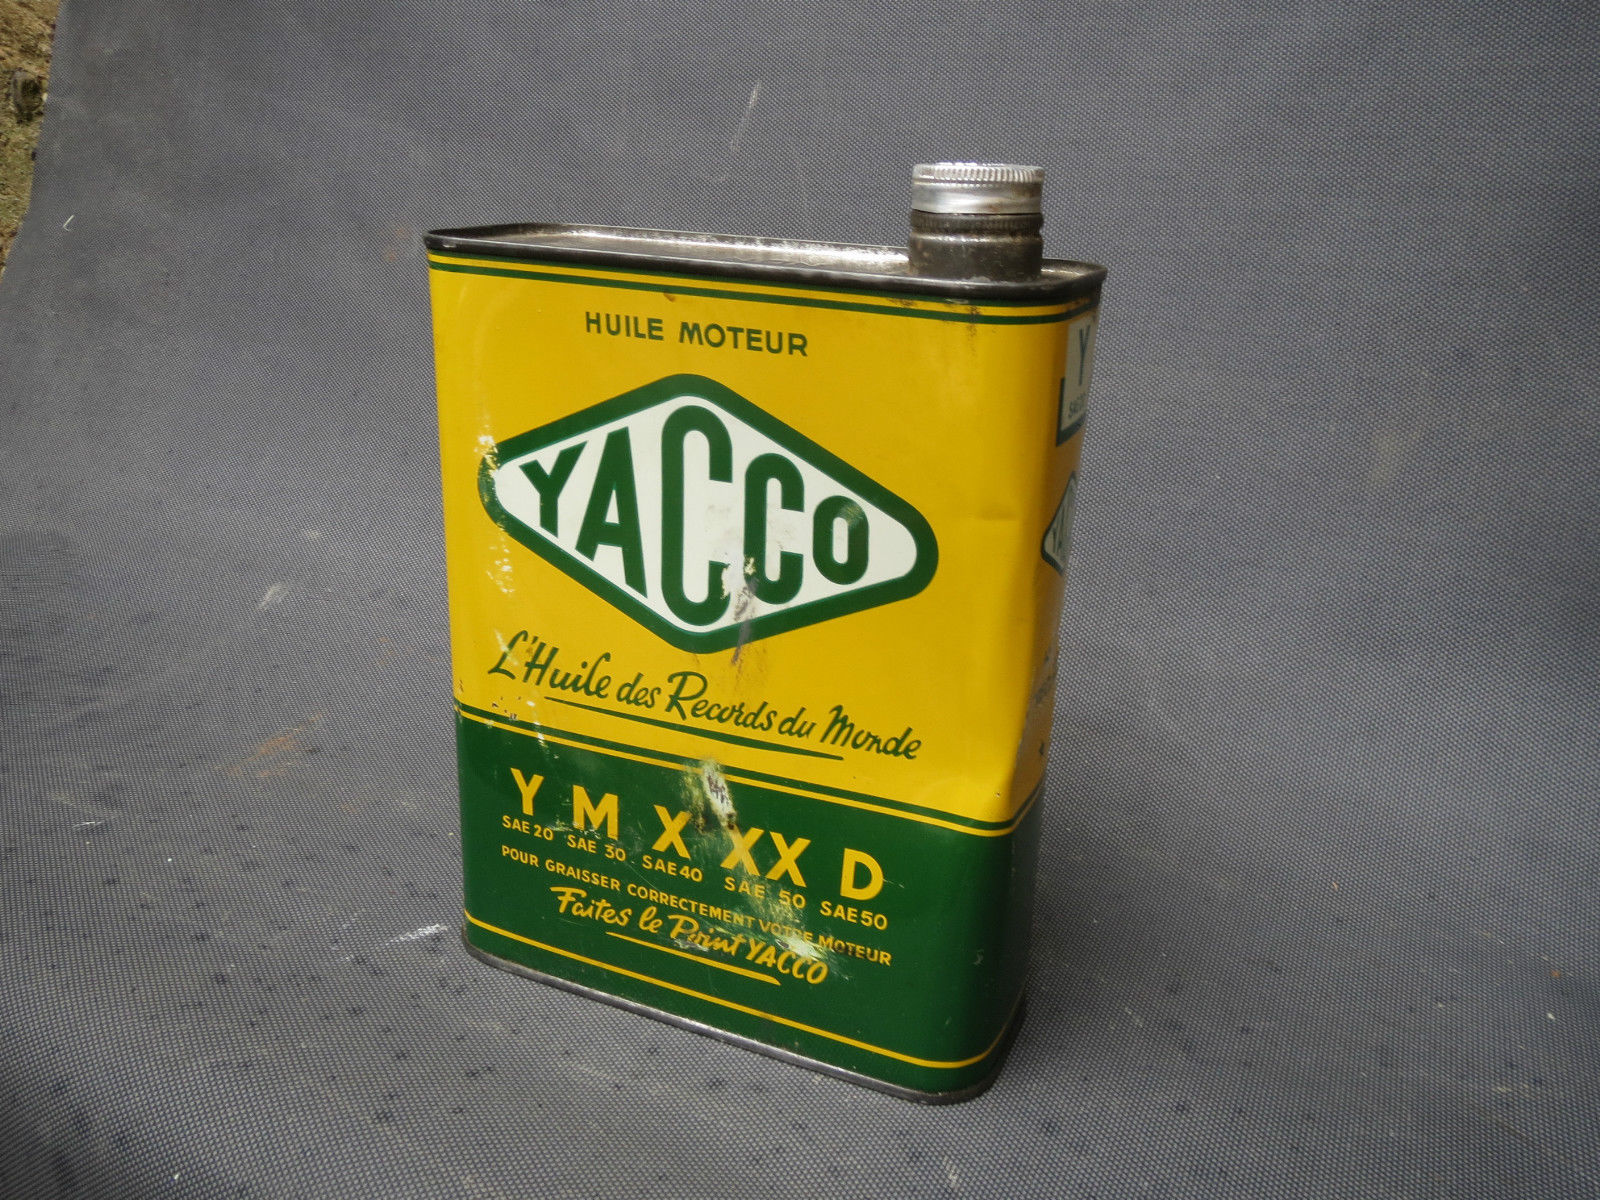 HUILE MOTEUR
YACCO
L'Huile des Records du Monde
Y M X XX D
SAE 20 SAE 30 SAE 40 SAE 50 SAE 50
POUR GRAISSER CORRECTEMENT VOTRE MOTEUR
Faites le Point YACCO
Y